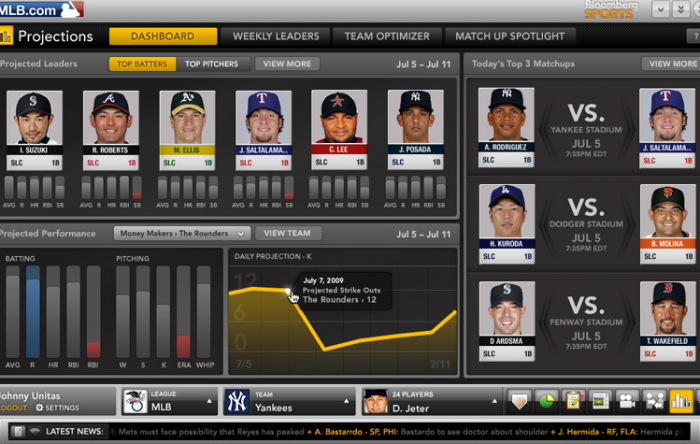 MLB.com
Bloomberg
SPORTS
Projections
DASHBOARD
WEEKLY LEADERS
TEAM OPTIMIZER
MATCH UP SPOTLIGHT
?
Projected Leaders
TOP BATTERS
TOP PITCHERS
VIEW MORE
Jul 5 – Jul 11
Today's Top 3 Matchups
VIEW MORE
I. SUZUKI
SLC 1B
R. ROBERTS
SLC 1B
M. ELLIS
SLC 1B
J. SALTALAMA...
SLC 1B
C. LEE
SLC 1B
J. POSADA
SLC 1B
AVG R HR RBI SB
AVG R HR RBI SB
AVG R HR RBI SB
AVG R HR RBI SB
AVG R HR RBI SB
AVG R HR RBI SB
A. RODRIGUEZ
SLC 1B
VS.
YANKEE STADIUM
JUL 5
7:35PM EDT
J. SALTALAMA...
SLC 1B
H. KURODA
SLC 1B
VS.
DODGER STADIUM
JUL 5
7:35PM EDT
B. MOLINA
SLC 1B
D ARDSMA
SLC 1B
VS.
FENWAY STADIUM
JUL 5
7:35PM EDT
T. WAKEFIELD
SLC 1B
Projected Performance
Money Makers › The Rounders
VIEW TEAM
Jul 5 – Jul 11
BATTING
AVG R HR RBI RBI
PITCHING
W S K ERA WHIP
DAILY PROJECTION - K
12
6
0
7/5
7/11
July 7, 2009
Projected Strike Outs
The Rounders › 12
Johnny Unitas
LOGOUT
SETTINGS
LEAGUE
MLB
TEAM
Yankees
24 PLAYERS
D. Jeter
LATEST NEWS:
: Mets must face possibility that Reyes has peaked + A. Bastarrdo - SP, PHI: Bastardo to see doctor about shoulder + J. Hermida - RF, FLA: Hermida pl